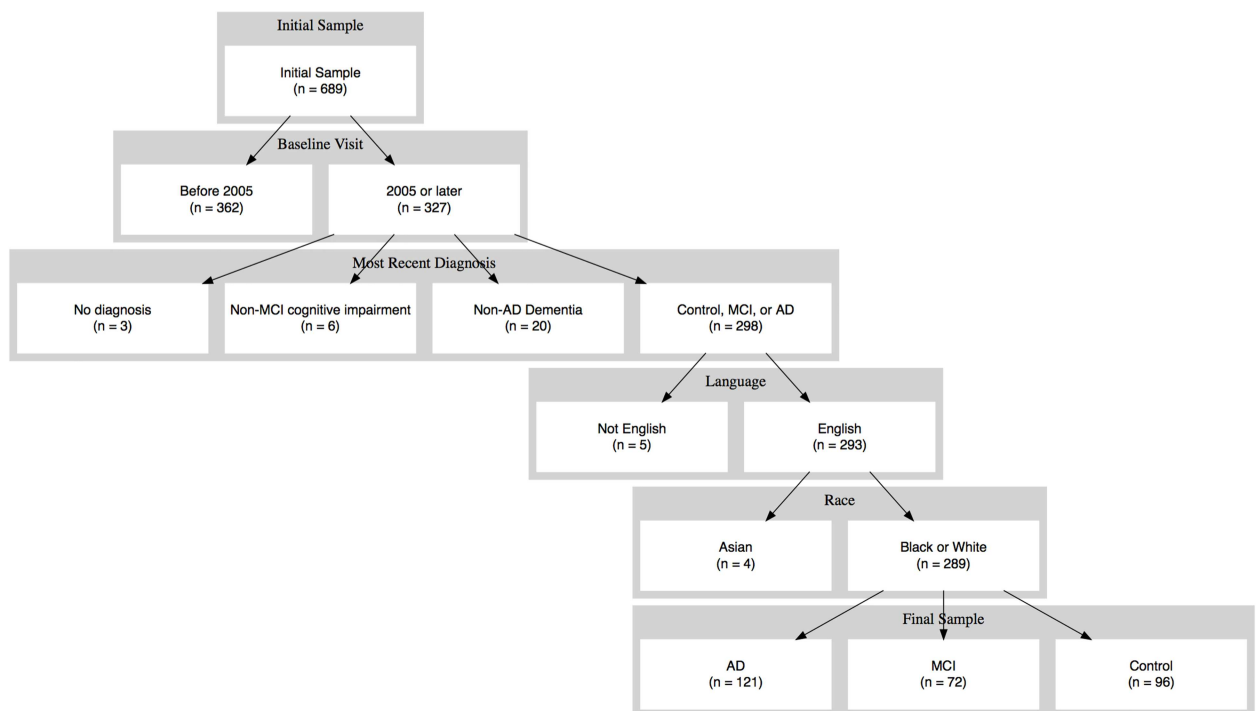 Initial Sample
Initial Sample
(n = 689)
Baseline Visit
Before 2005
(n = 362)
2005 or later
(n = 327)
Most Recent Diagnosis
No diagnosis
(n = 3)
Non-MCI cognitive impairment
(n = 6)
Non-AD Dementia
(n = 20)
Control, MCI, or AD
(n = 298)
Language
Not English
(n = 5)
English
(n = 293)
Race
Asian
(n = 4)
Black or White
(n = 289)
Final Sample
AD
(n = 121)
MCI
(n = 72)
Control
(n = 96)